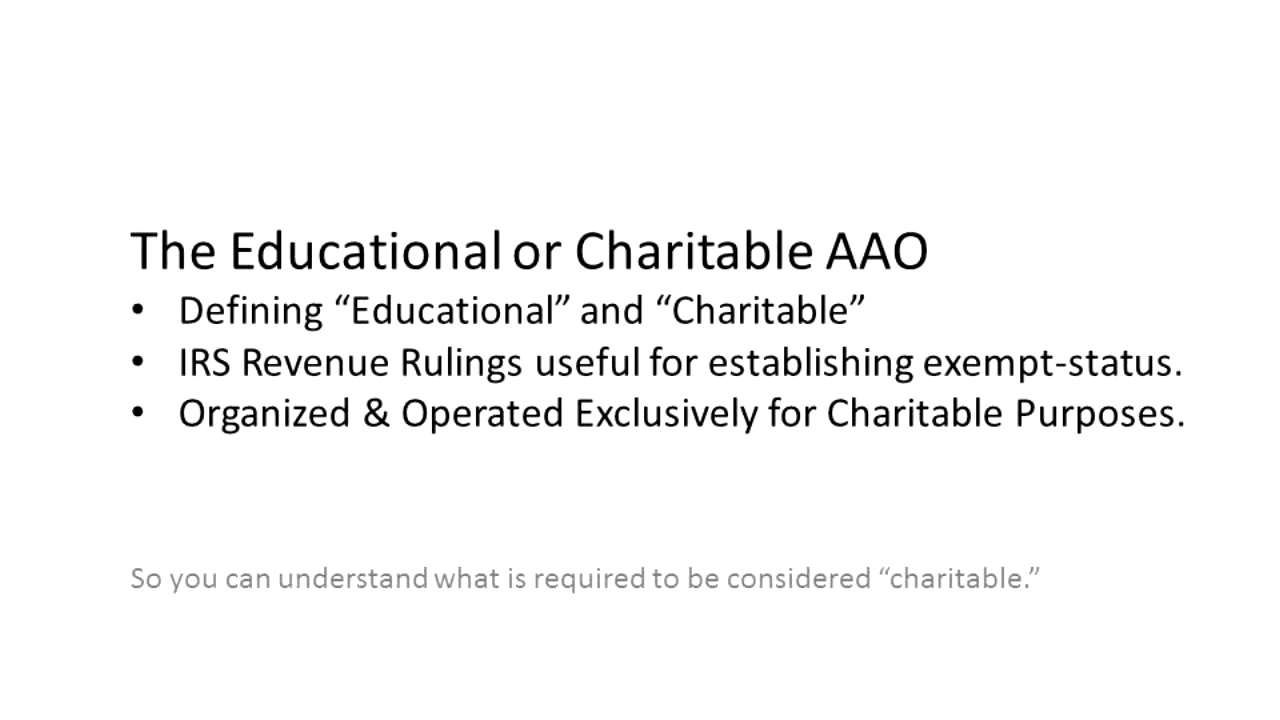 The Educational or Charitable AAO
• Defining “Educational” and “Charitable”
• IRS Revenue Rulings useful for establishing exempt-status.
• Organized & Operated Exclusively for Charitable Purposes.
So you can understand what is required to be considered “charitable.”